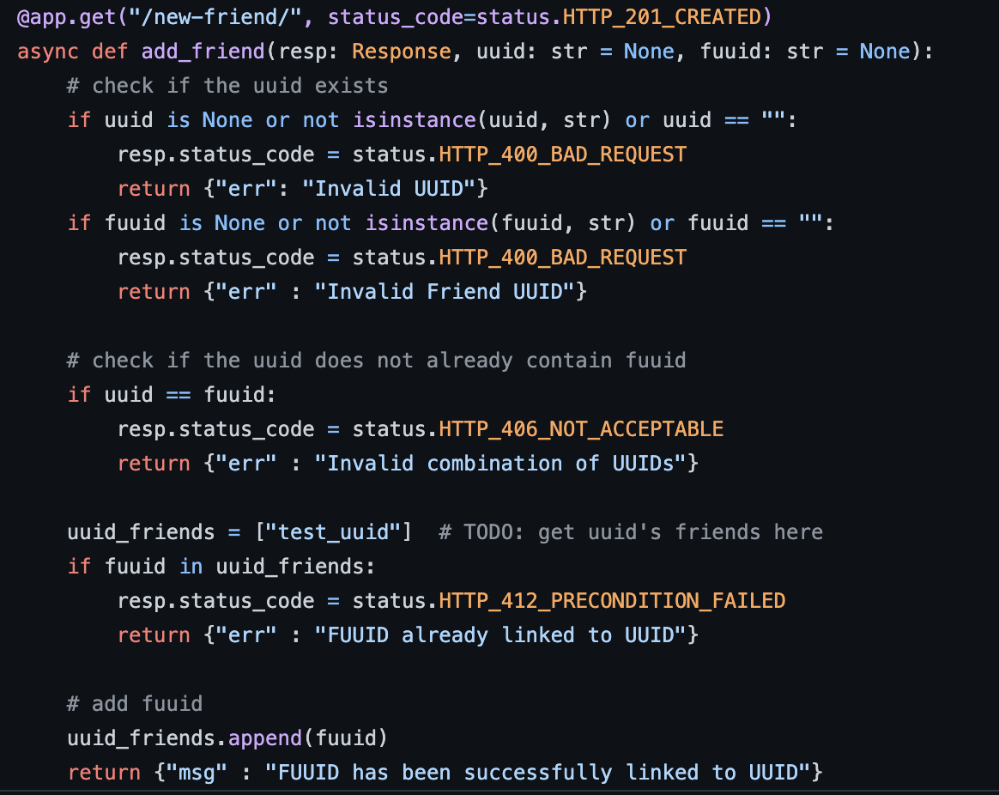 @app.get("/new-friend/", status_code=status.HTTP_201_CREATED)
async def add_friend(resp: Response, uuid: str = None, fuuid: str = None):
    # check if the uuid exists
    if uuid is None or not isinstance(uuid, str) or uuid == "":
        resp.status_code = status.HTTP_400_BAD_REQUEST
        return {"err": "Invalid UUID"}
    if fuuid is None or not isinstance(fuuid, str) or fuuid == "":
        resp.status_code = status.HTTP_400_BAD_REQUEST
        return {"err" : "Invalid Friend UUID"}

    # check if the uuid does not already contain fuuid
    if uuid == fuuid:
        resp.status_code = status.HTTP_406_NOT_ACCEPTABLE
        return {"err" : "Invalid combination of UUIDs"}

    uuid_friends = ["test_uuid"]  # TODO: get uuid's friends here
    if fuuid in uuid_friends:
        resp.status_code = status.HTTP_412_PRECONDITION_FAILED
        return {"err" : "FUUID already linked to UUID"}

    # add fuuid
    uuid_friends.append(fuuid)
    return {"msg" : "FUUID has been successfully linked to UUID"}